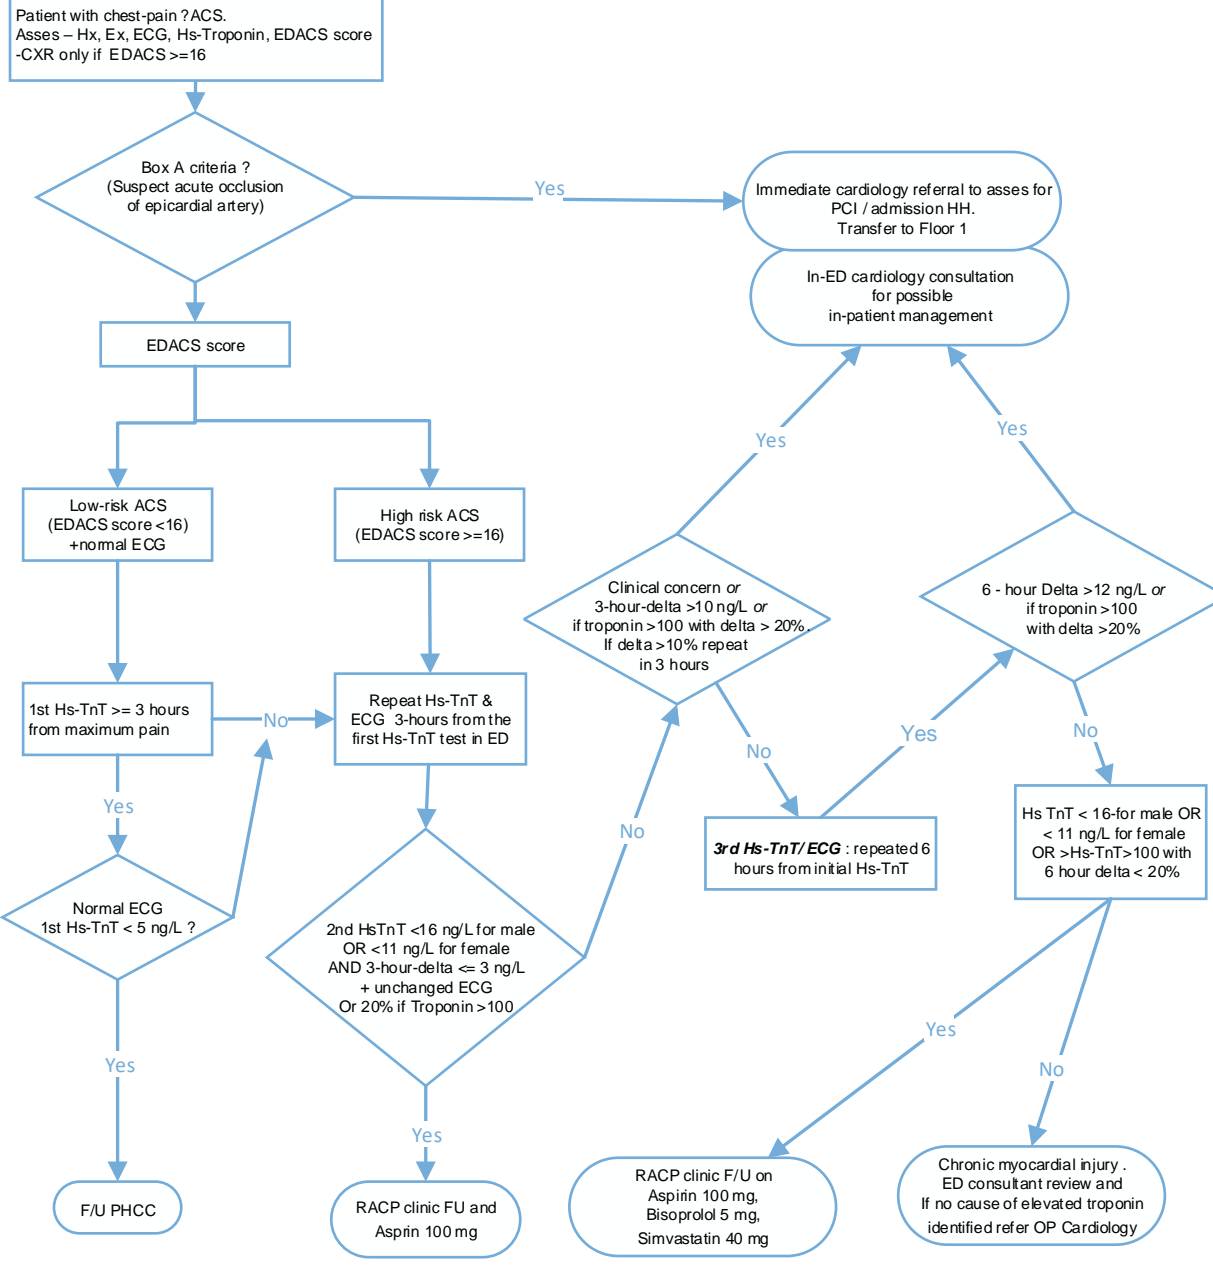 Patient with chest-pain ?ACS.
Asses – Hx, Ex, ECG, Hs-Troponin, EDACS score
-CXR only if EDACS >=16
Box A criteria ?
(Suspect acute occlusion
of epicardial artery)
Yes
Immediate cardiology referral to asses for
PCI / admission HH.
Transfer to Floor 1
In-ED cardiology consultation
for possible
in-patient management
EDACS score
Yes
Yes
Low-risk ACS
(EDACS score <16)
+normal ECG
High risk ACS
(EDACS score >=16)
Clinical concern or
3-hour-delta >10 ng/L or
if troponin >100 with delta > 20%.
If delta >10% repeat
in 3 hours
6 - hour Delta >12 ng/L or
if troponin >100
with delta >20%
1st Hs-TnT >= 3 hours
from maximum pain
No
Repeat Hs-TnT &
ECG 3-hours from the
first Hs-TnT test in ED
No
Yes
No
Yes
No
3rd Hs-TnT/ECG : repeated 6
hours from initial Hs-TnT
Hs TnT < 16-for male OR
< 11 ng/L for female
OR >Hs-TnT>100 with
6 hour delta < 20%
Normal ECG
1st Hs-TnT < 5 ng/L ?
2nd HsTnT <16 ng/L for male
OR <11 ng/L for female
AND 3-hour-delta <= 3 ng/L
+ unchanged ECG
Or 20% if Troponin >100
Yes
Yes
No
Yes
F/U PHCC
RACP clinic FU and
Asprin 100 mg
RACP clinic F/U on
Aspirin 100 mg,
Bisoprolol 5 mg,
Simvastatin 40 mg
Chronic myocardial injury .
ED consultant review and
If no cause of elevated troponin
identified refer OP Cardiology